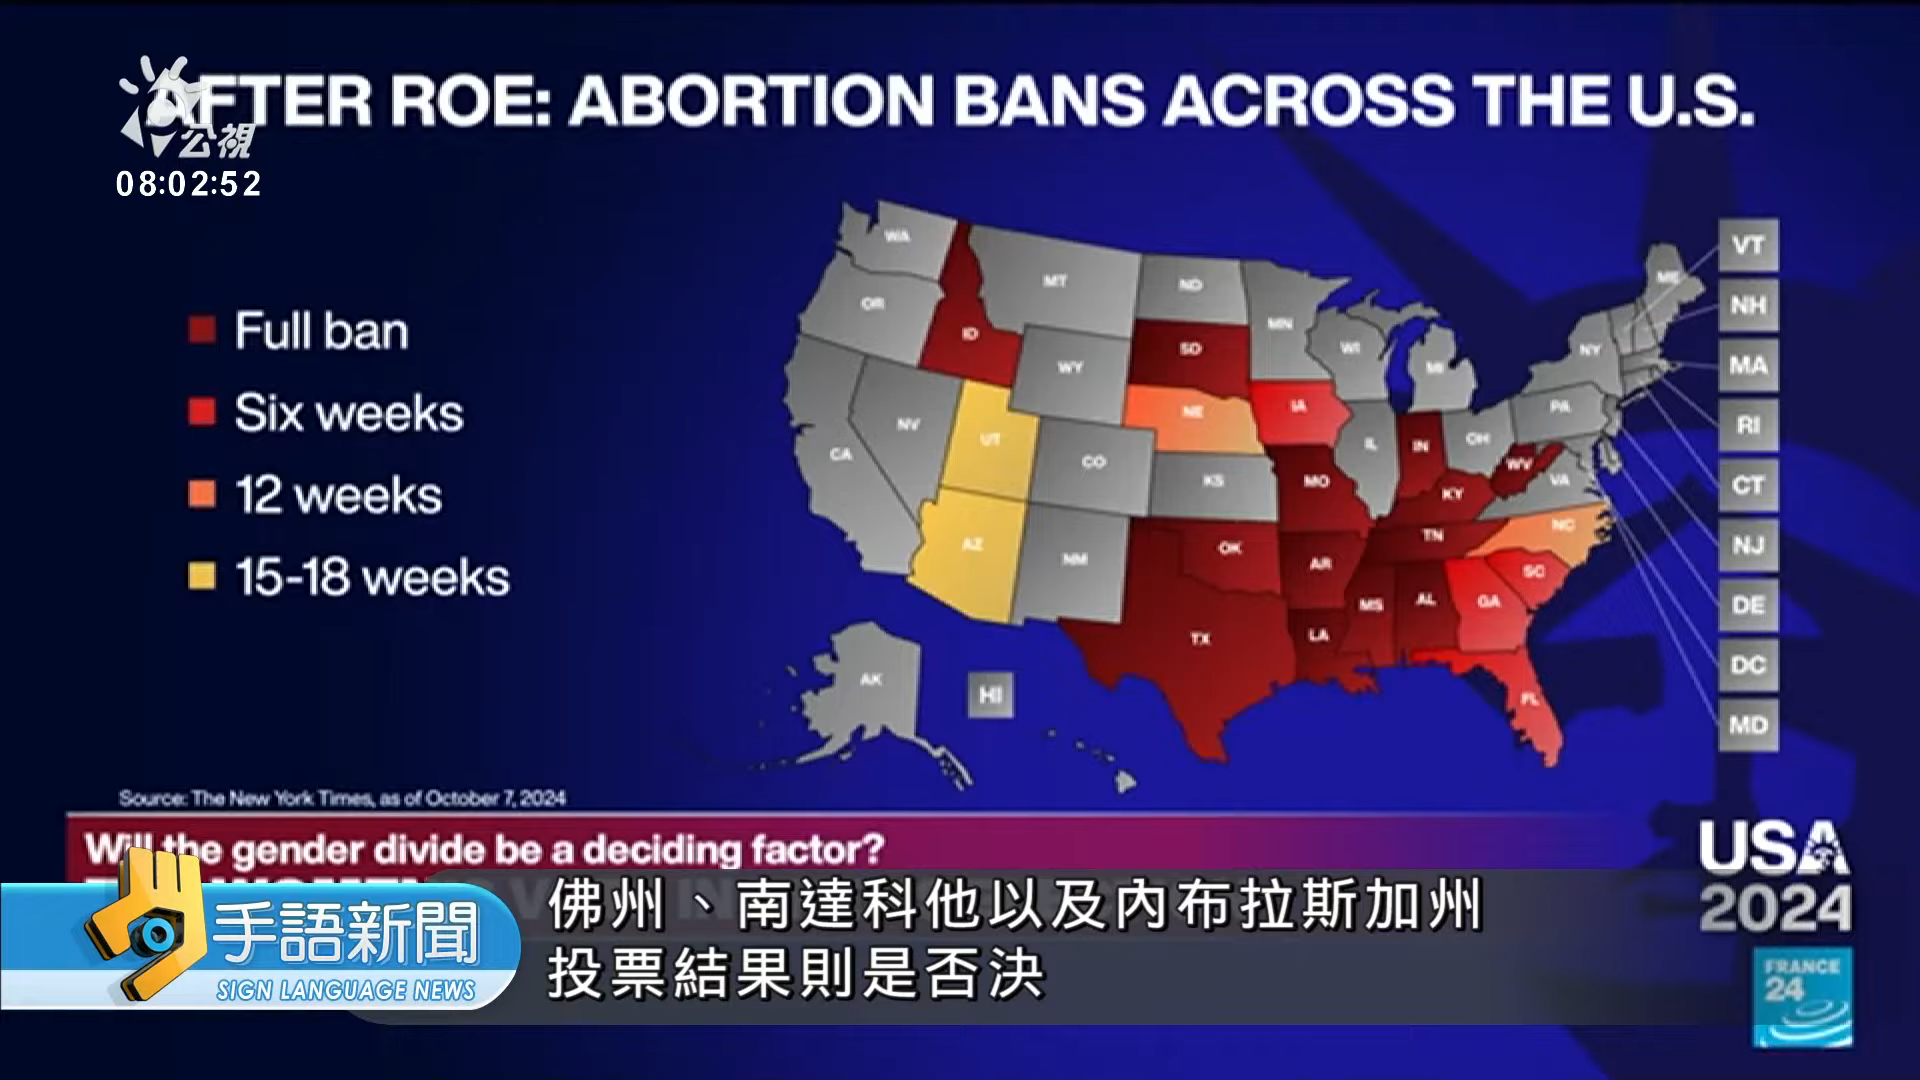 AFTER ROE: ABORTION BANS ACROSS THE U.S.
公視
08:02:52
Full ban
Six weeks
12 weeks
15-18 weeks
WA
MT
ND
OR
ID
MN
SD
WI
WY
MI
NY
ME
NE
IA
PA
NV
UT
IL
IN
OH
CA
CO
KS
MO
WV
VA
KY
NC
AZ
NM
OK
TN
AR
SC
MS
AL
GA
TX
LA
AK
HI
FL
VT
NH
MA
RI
CT
NJ
DE
DC
MD
Source: The New York Times, as of October 7, 2024
Will the gender divide be a deciding factor?
USA
2024
手語新聞
SIGN LANGUAGE NEWS
佛州、南達科他以及內布拉斯加州
投票結果則是否決
FRANCE
24